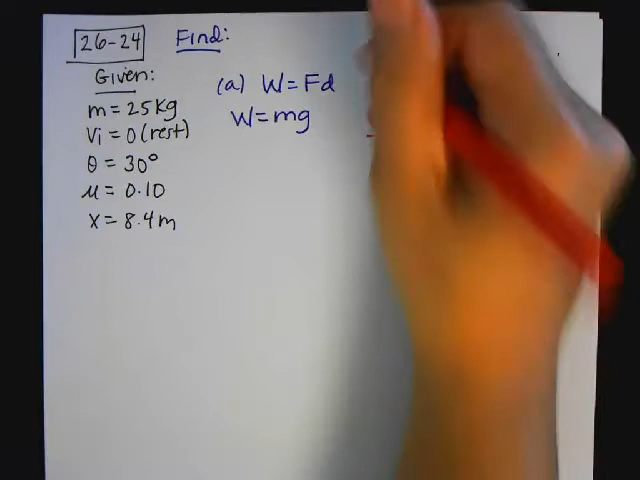 26-24
Find:
Given:
m = 25 Kg
Vi = 0 (rest)
θ = 30°
μ = 0.10
x = 8.4 m
(a) W = Fd
W = mg